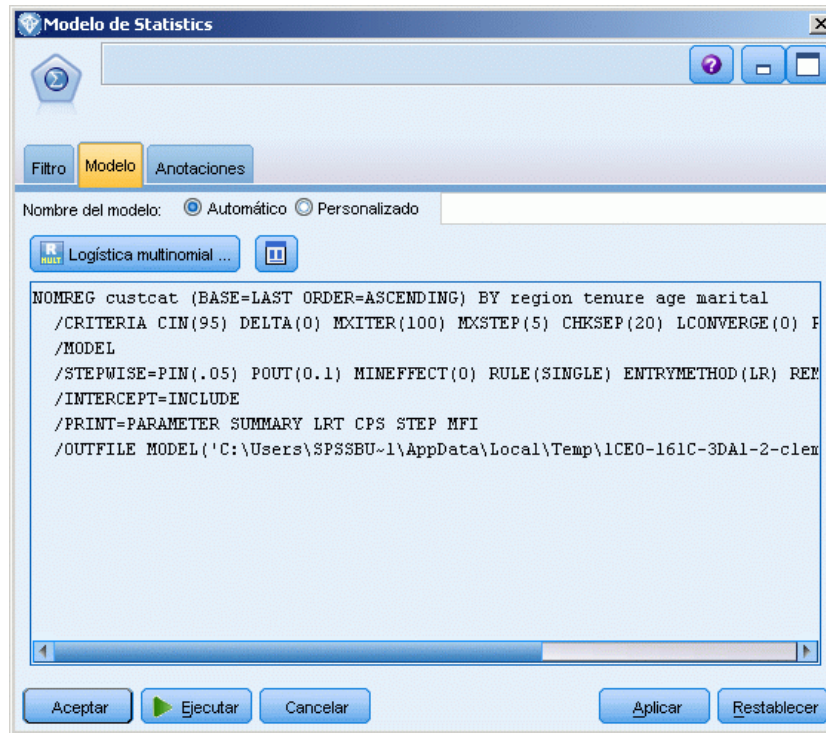 Modelo de Statistics
Filtro Modelo Anotaciones
Nombre del modelo: Automático Personalizado
R MULT Logística multinomial ...
NOMREG custcat (BASE=LAST ORDER=ASCENDING) BY region tenure age marital
/CRITERIA CIN(95) DELTA(0) MXITER(100) MXSTEP(5) CHKSEP(20) LCONVERGE(0)
/MODEL
/STEPWISE=PIN(.05) POUT(0.1) MINEFFECT(0) RULE(SINGLE) ENTRYMETHOD(LR) REM
/INTERCEPT=INCLUDE
/PRINT=PARAMETER SUMMARY LRT CPS STEP MFI
/OUTFILE MODEL('C:\Users\SPSSBU~1\AppData\Local\Temp\1CE0-161C-3DA1-2-clem
Aceptar Ejecutar Cancelar Aplicar Restablecer